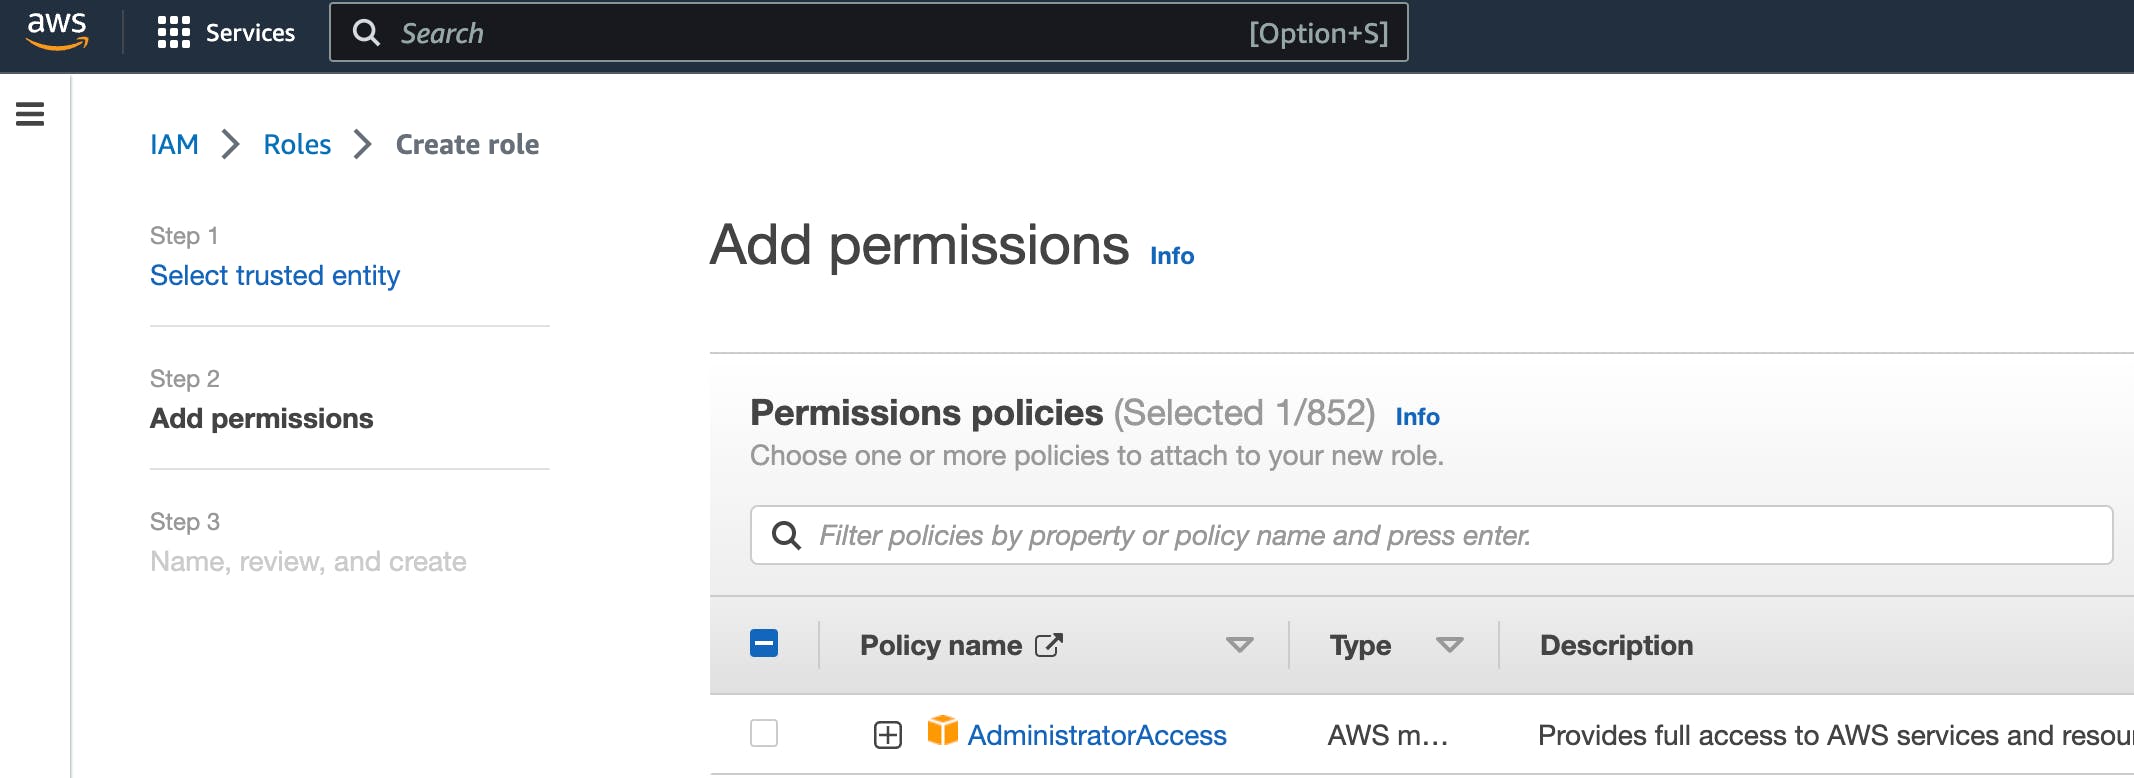 aws Services Search [Option+S]
IAM Roles Create role
Step 1
Select trusted entity
Step 2
Add permissions
Step 3
Name, review, and create
Add permissions Info
Permissions policies (Selected 1/852) Info
Choose one or more policies to attach to your new role.
Filter policies by property or policy name and press enter.
Policy name Type Description
AdministratorAccess AWS m... Provides full access to AWS services and